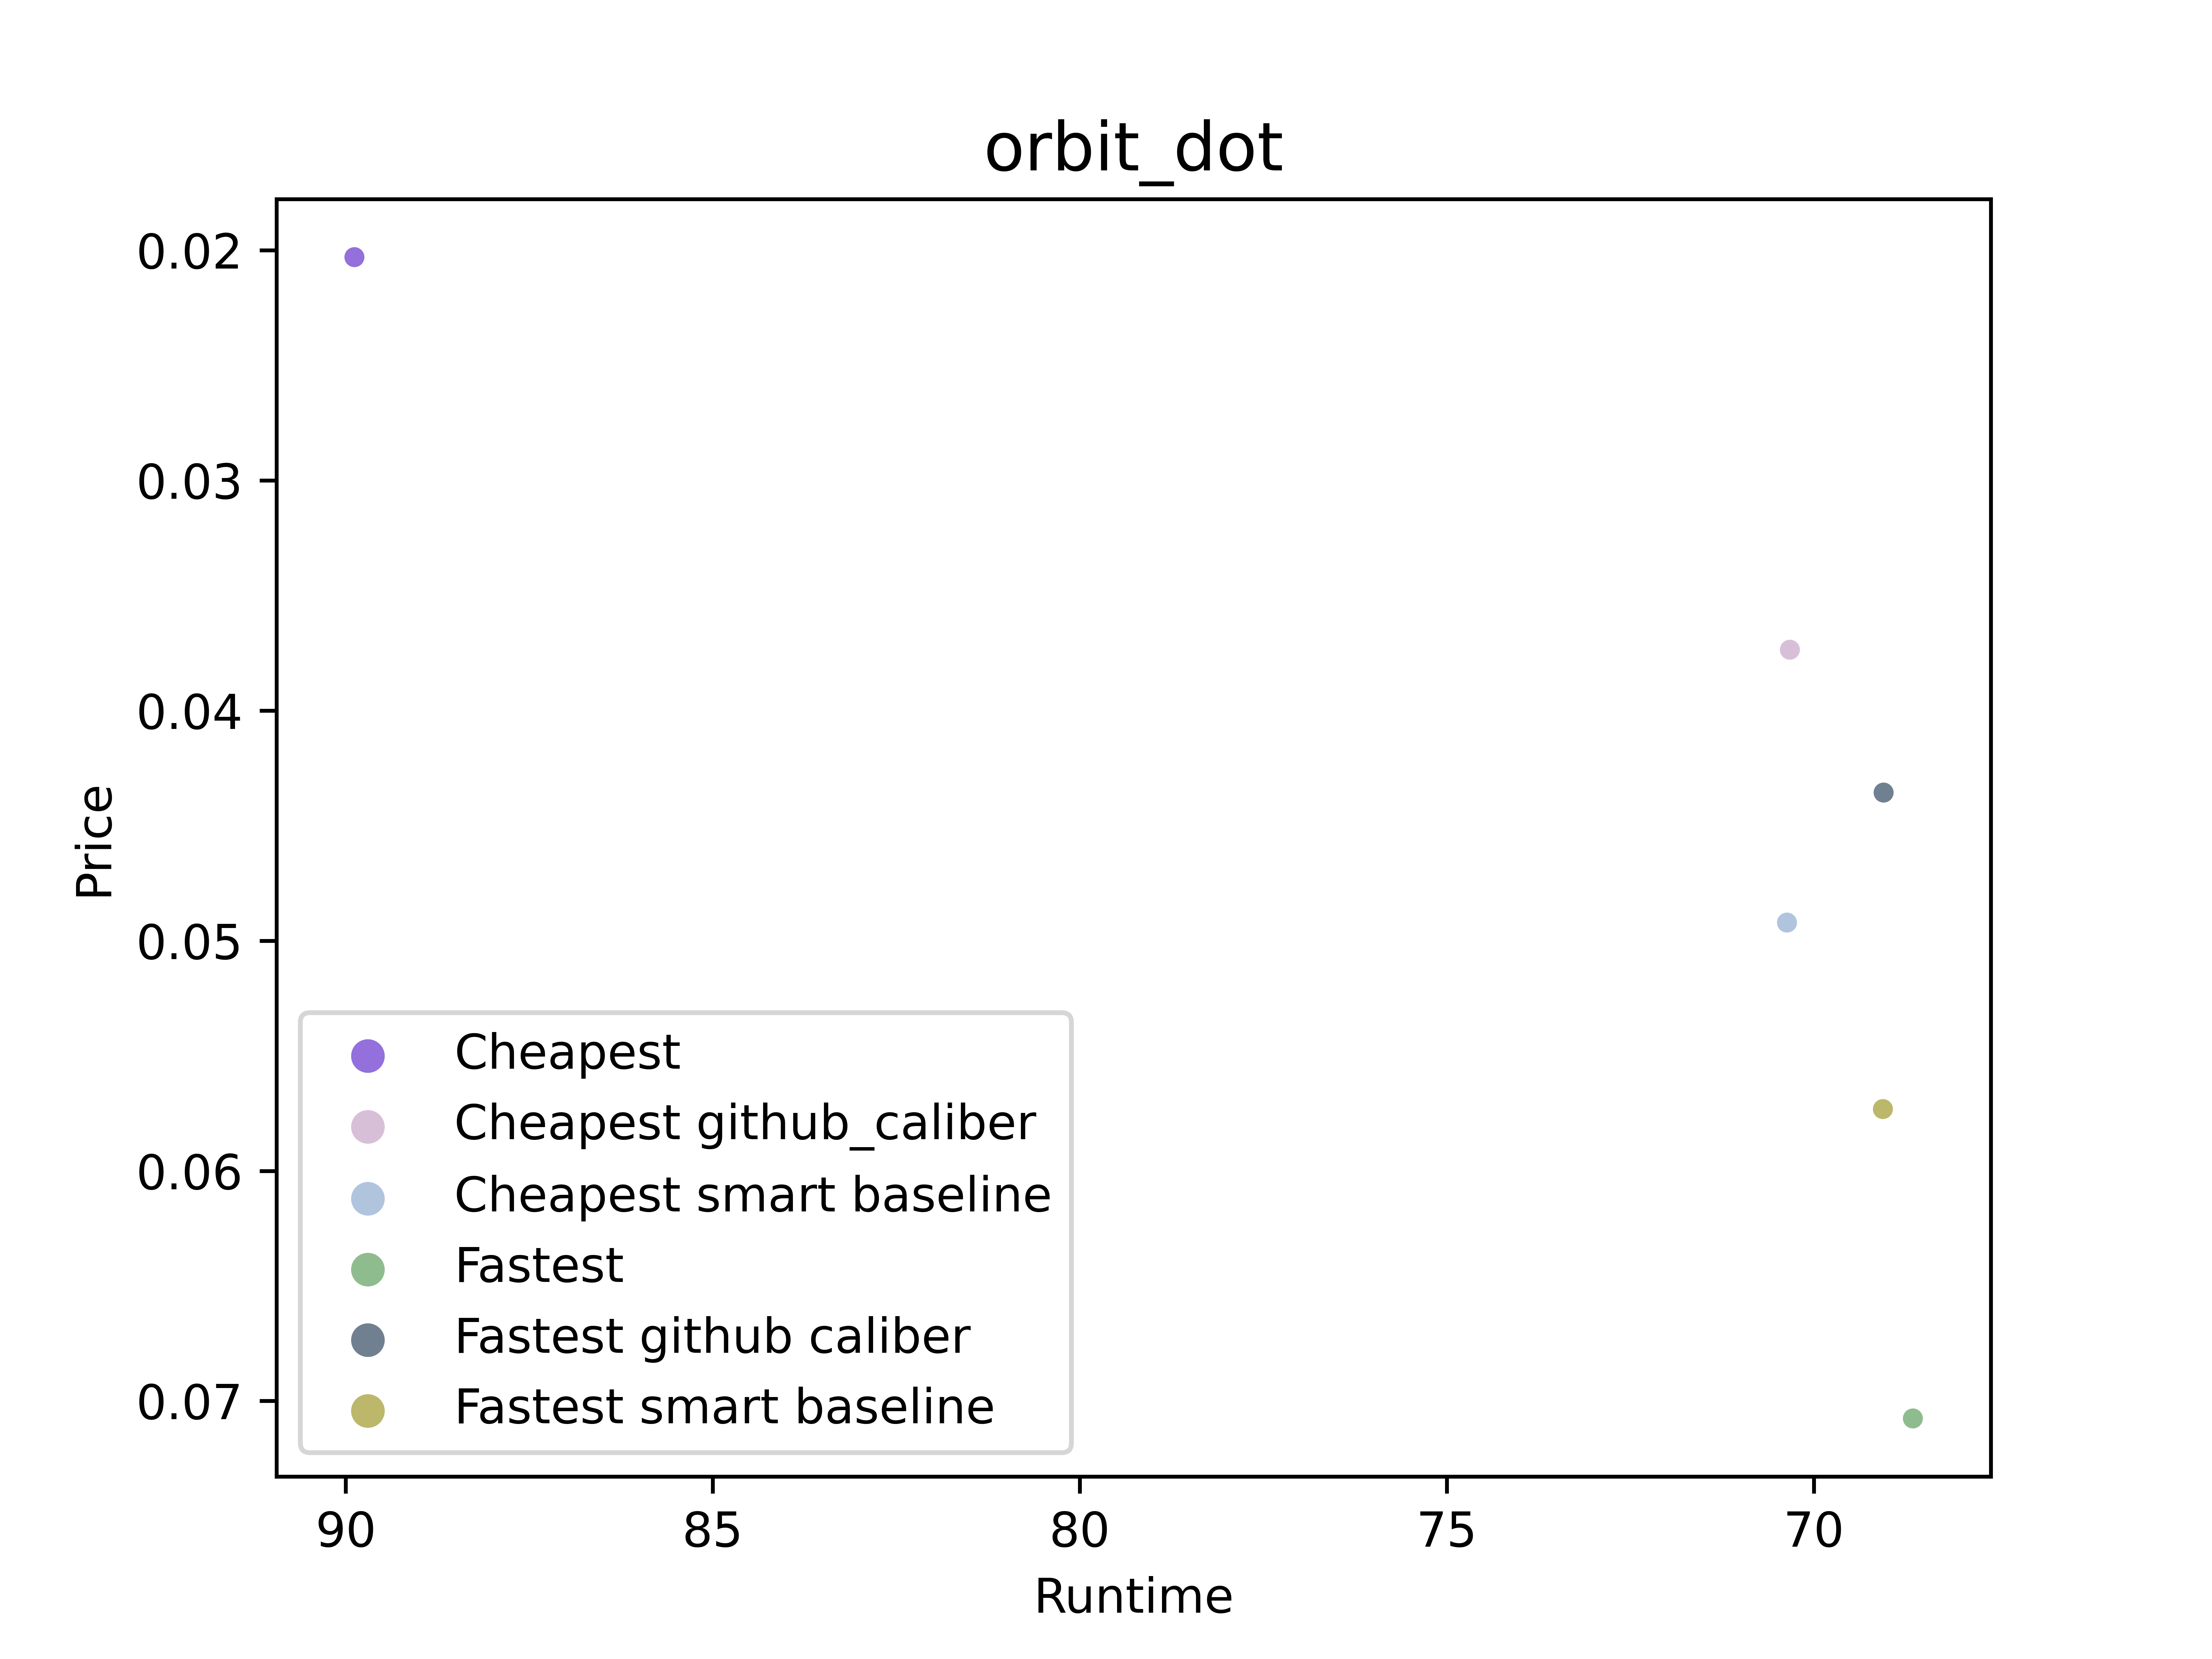 orbit_dot
0.02
0.03
0.04
0.05
0.06
0.07
Price
Cheapest
Cheapest github_caliber
Cheapest smart baseline
Fastest
Fastest github caliber
Fastest smart baseline
90 85 80 75 70
Runtime